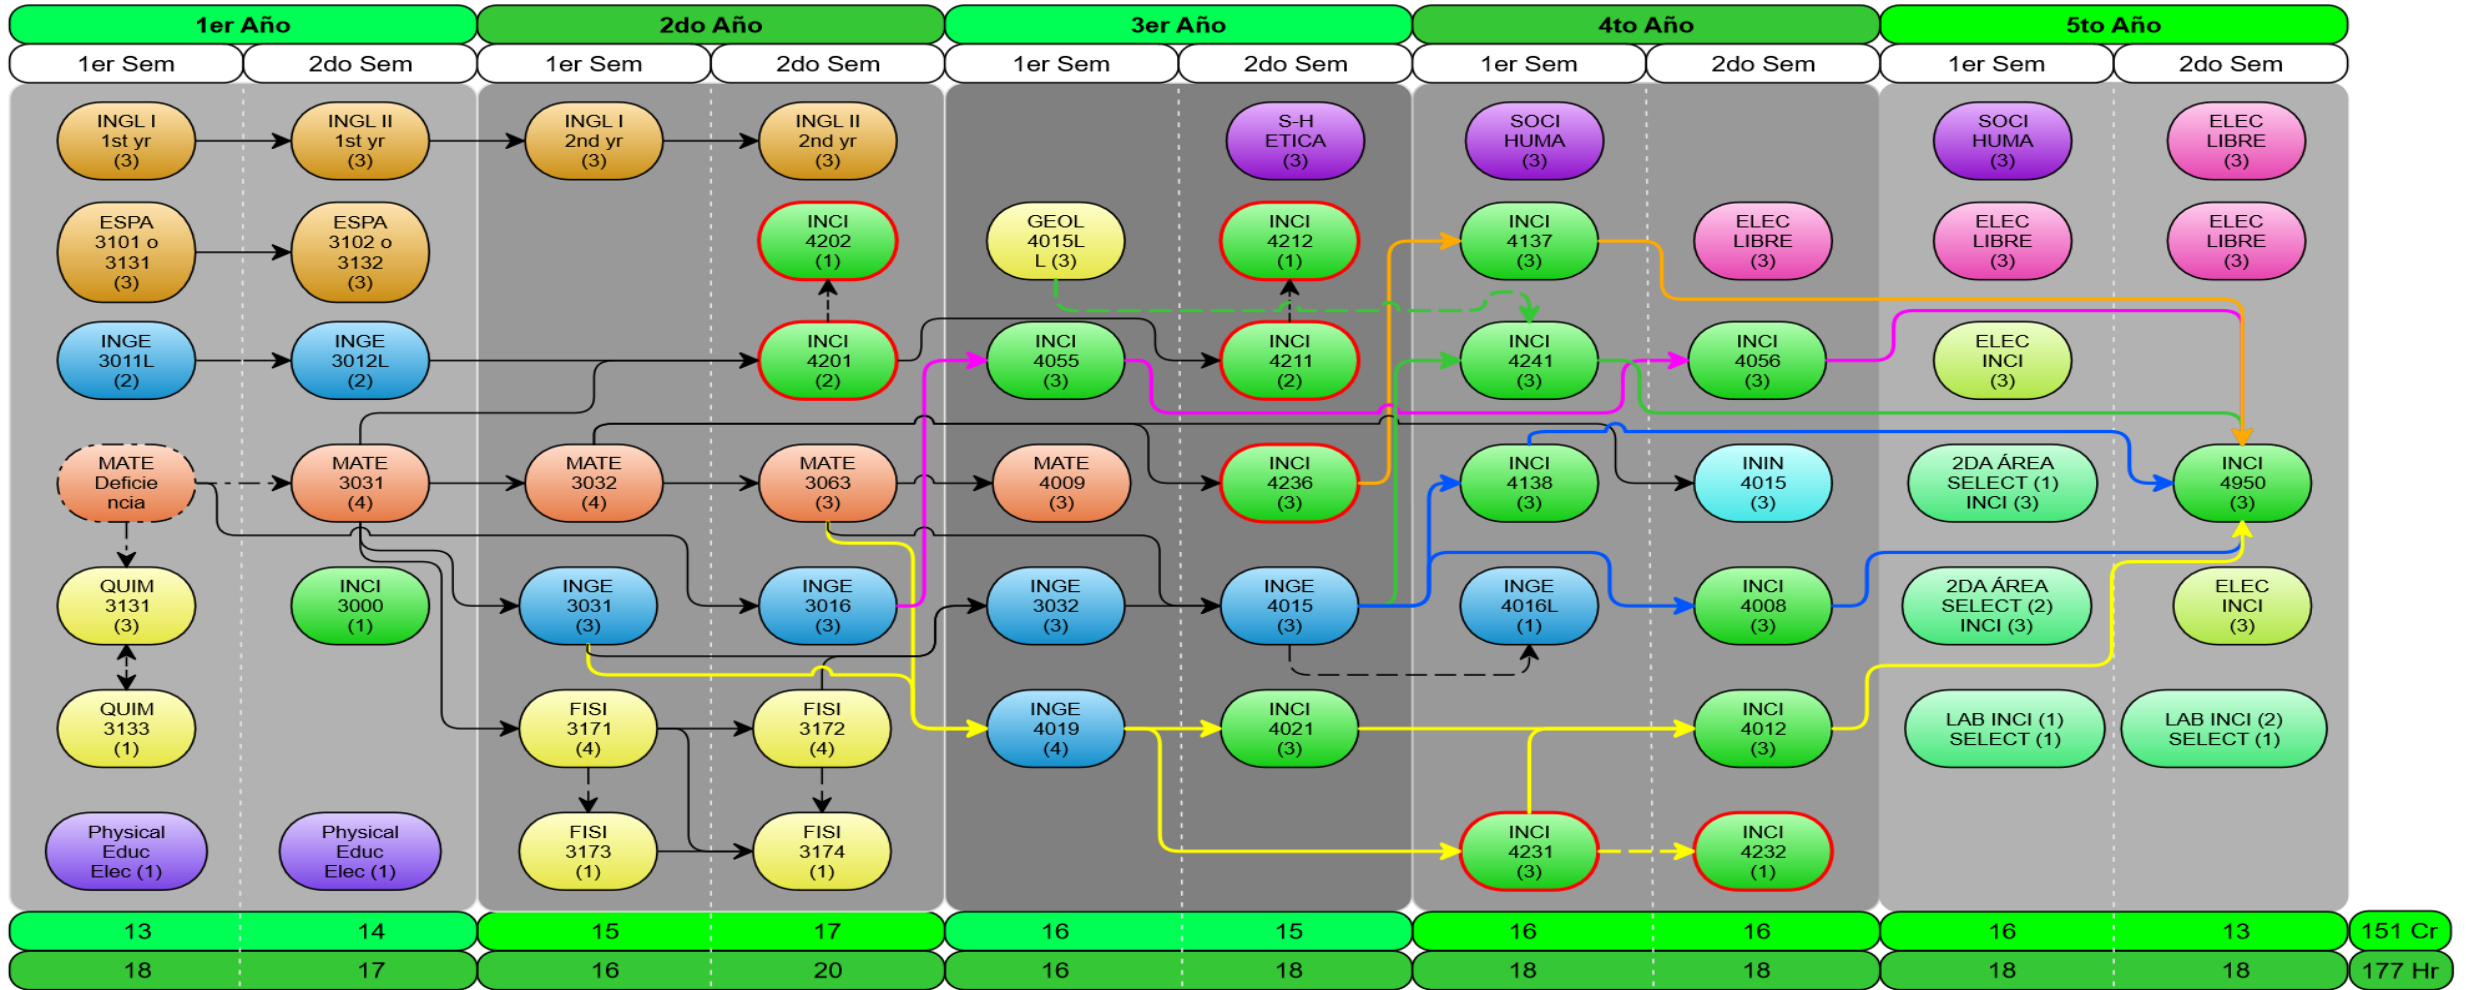 1er Año
2do Año
3er Año
4to Año
5to Año
1er Sem
2do Sem
1er Sem
2do Sem
1er Sem
2do Sem
1er Sem
2do Sem
1er Sem
2do Sem
INGL I
1st yr
(3)
INGL II
1st yr
(3)
INGL I
2nd yr
(3)
INGL II
2nd yr
(3)
S-H
ETICA
(3)
SOCI
HUMA
(3)
SOCI
HUMA
(3)
ELEC
LIBRE
(3)
ESPA
3101 o
3131
(3)
ESPA
3102 o
3132
(3)
INCI
4202
(1)
GEOL
4015L
L (3)
INCI
4212
(1)
INCI
4137
(3)
ELEC
LIBRE
(3)
ELEC
LIBRE
(3)
ELEC
LIBRE
(3)
INGE
3011L
(2)
INGE
3012L
(2)
INCI
4201
(2)
INCI
4055
(3)
INCI
4211
(2)
INCI
4241
(3)
INCI
4056
(3)
ELEC
INCI
(3)
MATE
Deficie
ncia
MATE
3031
(4)
MATE
3032
(4)
MATE
3063
(3)
MATE
4009
(3)
INCI
4236
(3)
INCI
4138
(3)
ININ
4015
(3)
2DA ÁREA
SELECT (1)
INCI (3)
INCI
4950
(3)
QUIM
3131
(3)
INCI
3000
(1)
INGE
3031
(3)
INGE
3016
(3)
INGE
3032
(3)
INGE
4015
(3)
INGE
4016L
(1)
INCI
4008
(3)
2DA ÁREA
SELECT (2)
INCI (3)
ELEC
INCI
(3)
QUIM
3133
(1)
FISI
3171
(4)
FISI
3172
(4)
INGE
4019
(4)
INCI
4021
(3)
INCI
4012
(3)
LAB INCI (1)
SELECT (1)
LAB INCI (2)
SELECT (1)
Physical
Educ
Elec (1)
Physical
Educ
Elec (1)
FISI
3173
(1)
FISI
3174
(1)
INCI
4231
(3)
INCI
4232
(1)
13 14 15 17 16 15 16 16 16 13 151 Cr
18 17 16 20 16 18 18 18 18 18 177 Hr